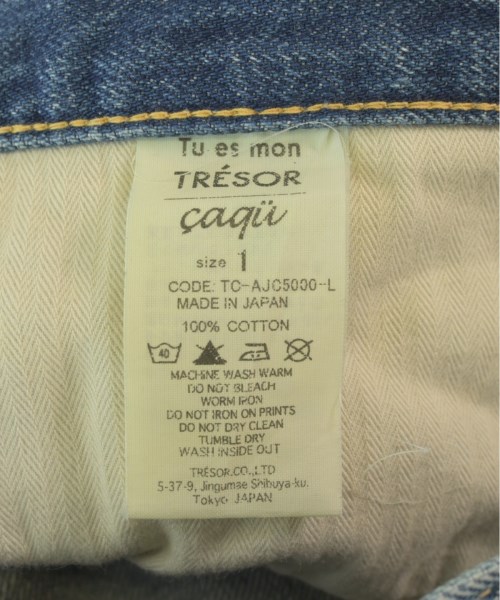 Tu es mon
TRÉSOR
çaqü
size 1
CODE: TC-AJC5000-L
MADE IN JAPAN
100% COTTON
40
MACHINE WASH WARM
DO NOT BLEACH
WORM IRON
DO NOT IRON ON PRINTS
DO NOT DRY CLEAN
TUMBLE DRY
WASH INSIDE OUT
TRÉSOR.CO.,LTD
5-37-9, Jingumae Shibuya-ku.
Tokyo JAPAN